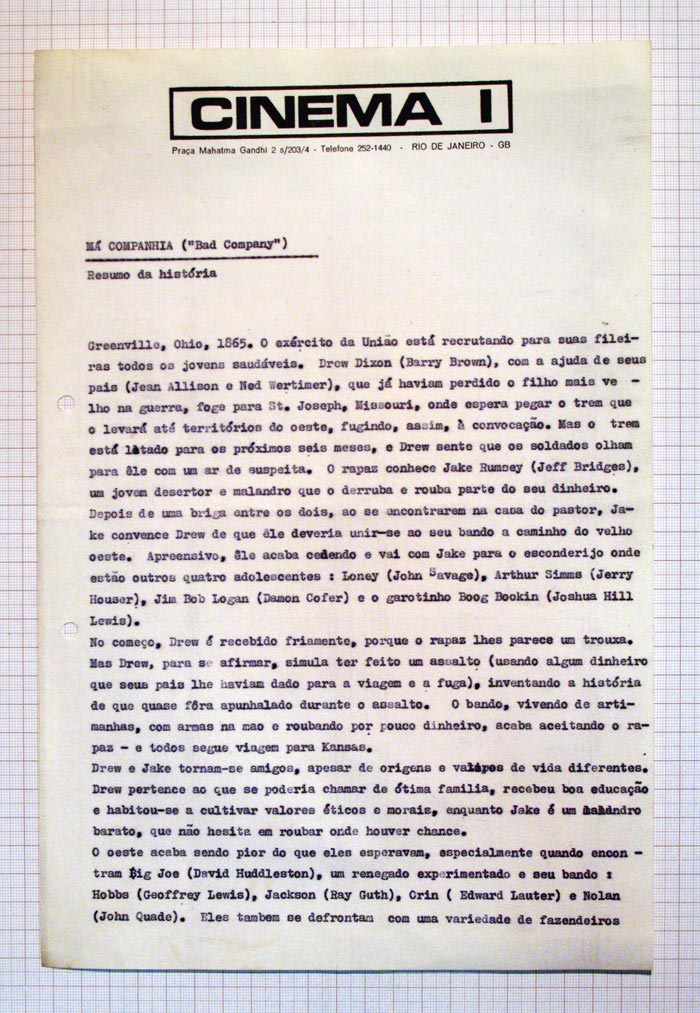 CINEMA I
Praça Mahatma Gandhi 2 s/203/4 - Telefone 252-1440 - RIO DE JANEIRO - GB
MÁ COMPANHIA ("Bad Company")
Resumo da história
Greenville, Ohio, 1865. O exército da União está recrutando para suas filei-
ras todos os jovens saudáveis. Drew Dixon (Barry Brown), com a ajuda de seus
pais (Jean Allison e Ned Wertimer), que já haviam perdido o filho mais ve -
lho na guerra, foge para St. Joseph, Missouri, onde espera pegar o trem que
o levará até territórios do oeste, fugindo, assim, à convocação. Mas o trem
está lotado para os próximos seis meses, e Drew sente que os soldados olham
para êle com um ar de suspeita. O rapaz conhece Jake Rumsey (Jeff Bridges),
um jovem desertor e malandro que o derruba e rouba parte do seu dinheiro.
Depois de uma briga entre os dois, ao se encontrarem na casa do pastor, Ja-
ke convence Drew de que êle deveria unir-se ao seu bando a caminho do velho
oeste. Apreensivo, êle acaba cedendo e vai com Jake para o esconderijo onde
estão outros quatro adolescentes : Loney (John Savage), Arthur Simms (Jerry
Houser), Jim Bob Logan (Damon Cofer) e o garotinho Boog Bookin (Joshua Hill
Lewis).
No começo, Drew é recebido friamente, porque o rapaz lhes parece um trouxa.
Mas Drew, para se afirmar, simula ter feito um assalto (usando algum dinheiro
que seus pais lhe haviam dado para a viagem e a fuga), inventando a história
de que quase fôra apunhalado durante o assalto. O bando, vivendo de arti-
manhas, com armas na mao e roubando por pouco dinheiro, acaba aceitando o ra-
paz - e todos segue viagem para Kansas.
Drew e Jake tornam-se amigos, apesar de origens e valores de vida diferentes.
Drew pertence ao que se poderia chamar de ótima familia, recebeu boa educação
e habitou-se a cultivar valores éticos e morais, enquanto Jake é um malandro
barato, que não hesita em roubar onde houver chance.
O oeste acaba sendo pior do que eles esperavam, especialmente quando encon -
tram Big Joe (David Huddleston), um renegado experimentado e seu bando :
Hobbs (Geoffrey Lewis), Jackson (Ray Guth), Orin ( Edward Lauter) e Nolan
(John Quade). Eles tambem se defrontam com uma variedade de fazendeiros